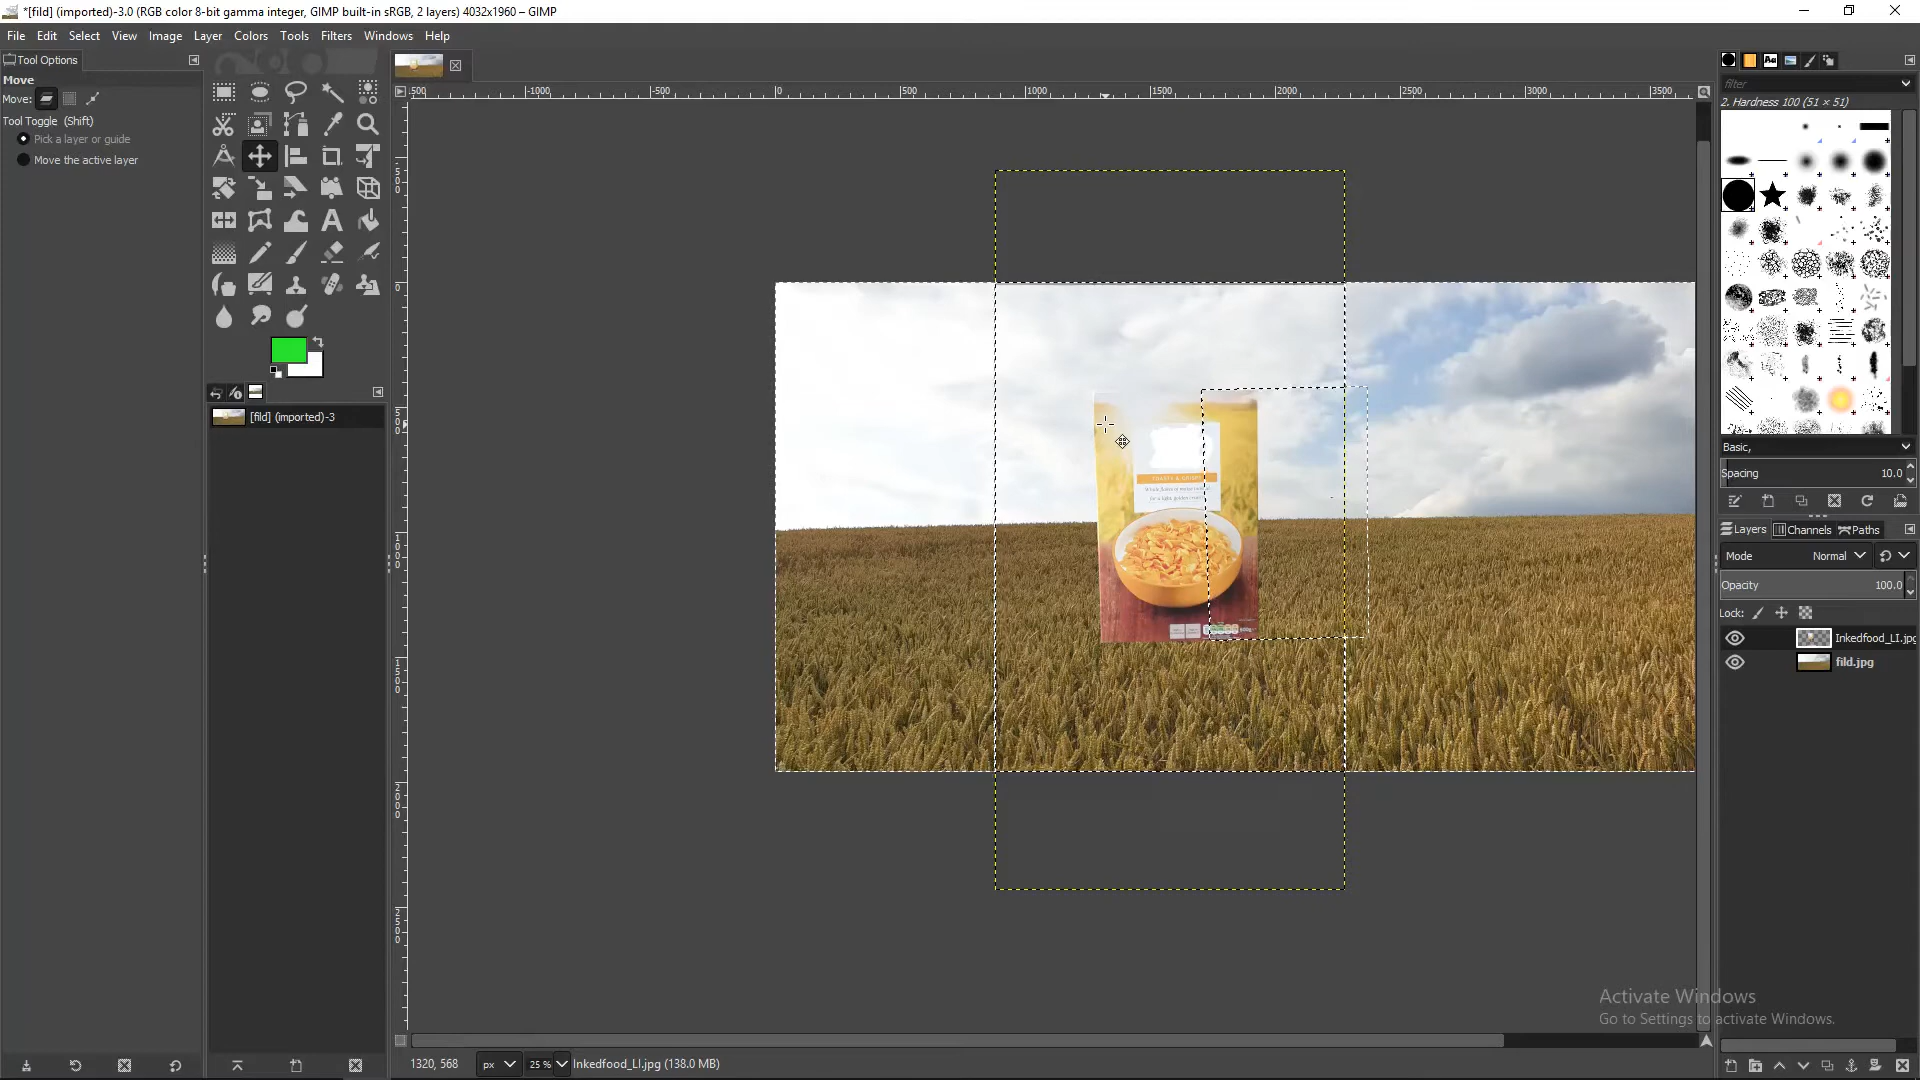 *[fild] (imported)-3.0 (RGB color 8-bit gamma integer, GIMP built-in sRGB, 2 layers) 4032x1960 – GIMP
File Edit Select View Image Layer Colors Tools Filters Windows Help
Tool Options
Move
Move:
Tool Toggle (Shift)
Pick a layer or guide
Move the active layer
[fild] (imported)-3
-1000 -500 0 500 1000 1500 2000 2500 3000 3500
TOASTY & CRISPY
filter
2. Hardness 100 (51 × 51)
Basic,
Spacing 10.0
Layers Channels Paths
Mode Normal
Opacity 100.0
Lock:
Inkedfood_LI.jpg
fild.jpg
Activate Windows
Go to Settings to activate Windows.
1320, 568 px 25 % Inkedfood_LI.jpg (138.0 MB)